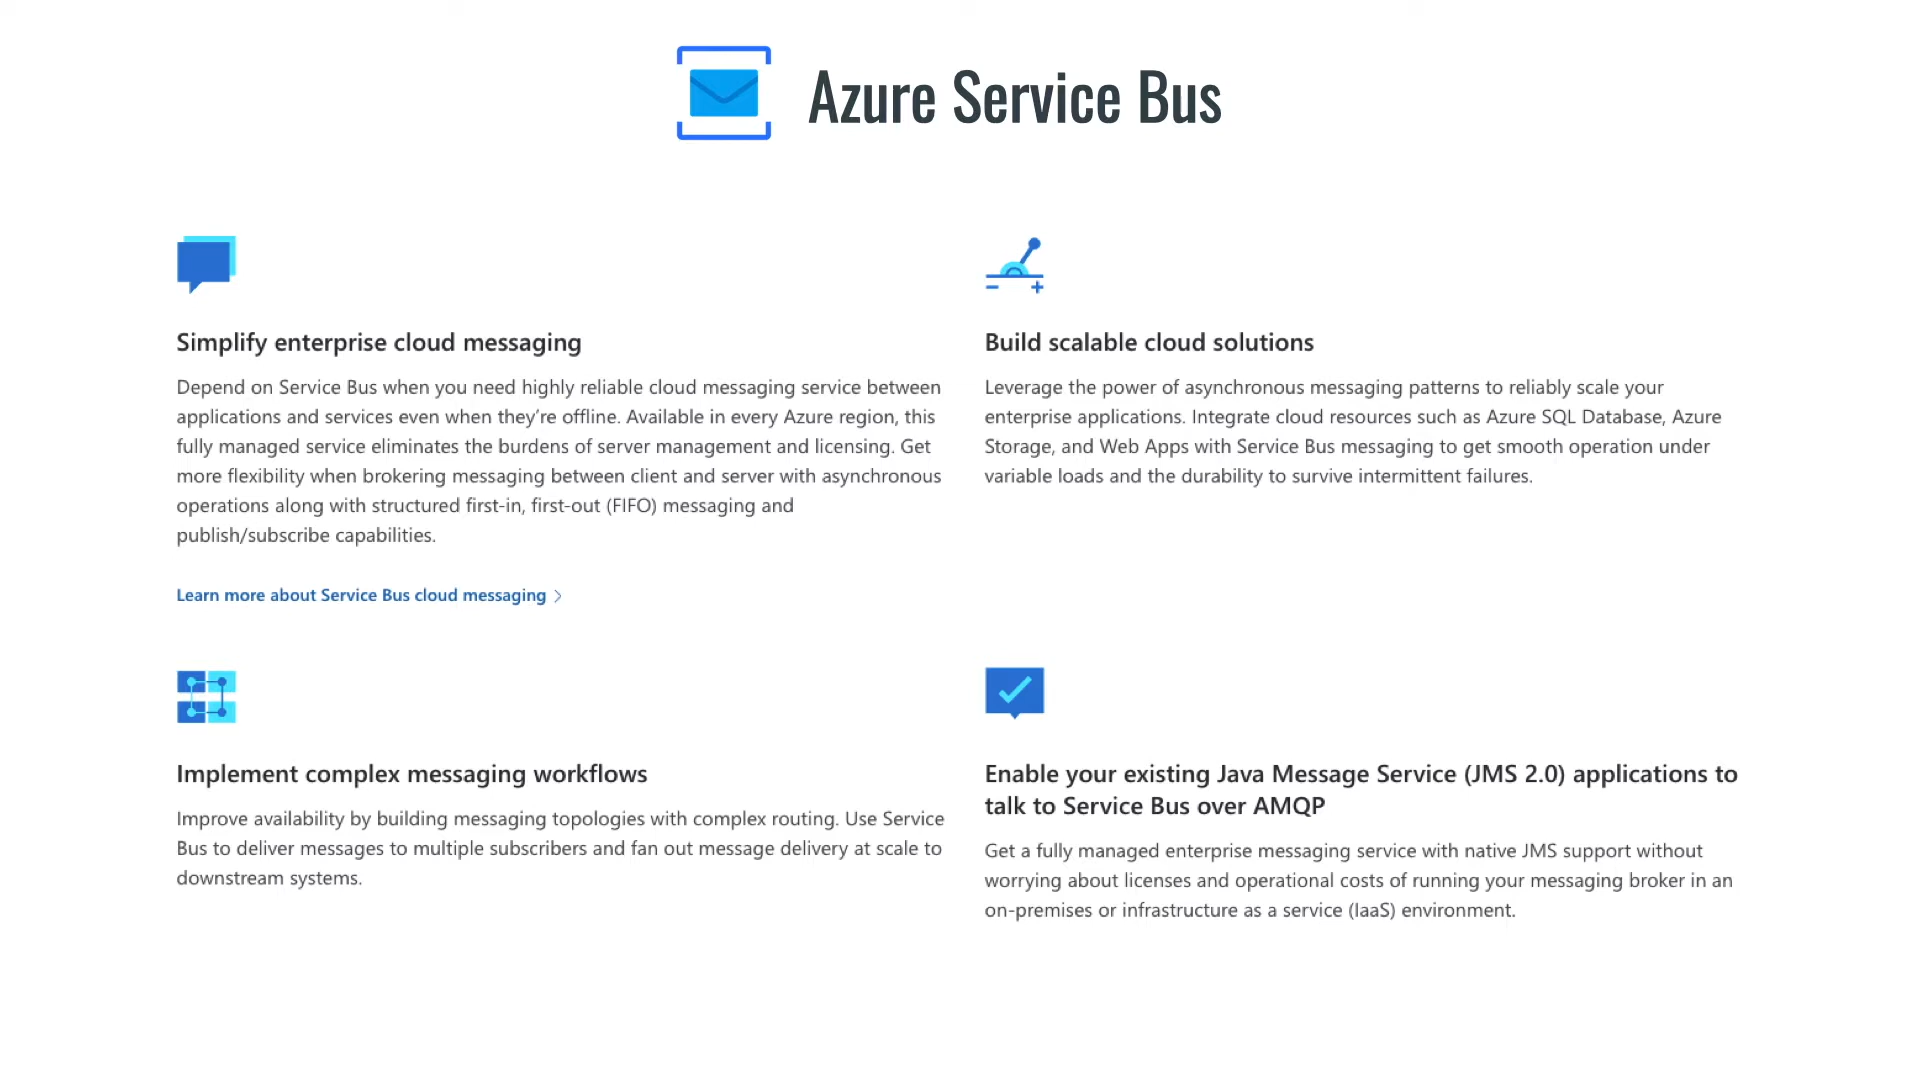 Azure Service Bus
Simplify enterprise cloud messaging
Depend on Service Bus when you need highly reliable cloud messaging service between
applications and services even when they’re offline. Available in every Azure region, this
fully managed service eliminates the burdens of server management and licensing. Get
more flexibility when brokering messaging between client and server with asynchronous
operations along with structured first-in, first-out (FIFO) messaging and
publish/subscribe capabilities.
Learn more about Service Bus cloud messaging
Build scalable cloud solutions
Leverage the power of asynchronous messaging patterns to reliably scale your
enterprise applications. Integrate cloud resources such as Azure SQL Database, Azure
Storage, and Web Apps with Service Bus messaging to get smooth operation under
variable loads and the durability to survive intermittent failures.
Implement complex messaging workflows
Improve availability by building messaging topologies with complex routing. Use Service
Bus to deliver messages to multiple subscribers and fan out message delivery at scale to
downstream systems.
Enable your existing Java Message Service (JMS 2.0) applications to
talk to Service Bus over AMQP
Get a fully managed enterprise messaging service with native JMS support without
worrying about licenses and operational costs of running your messaging broker in an
on-premises or infrastructure as a service (IaaS) environment.